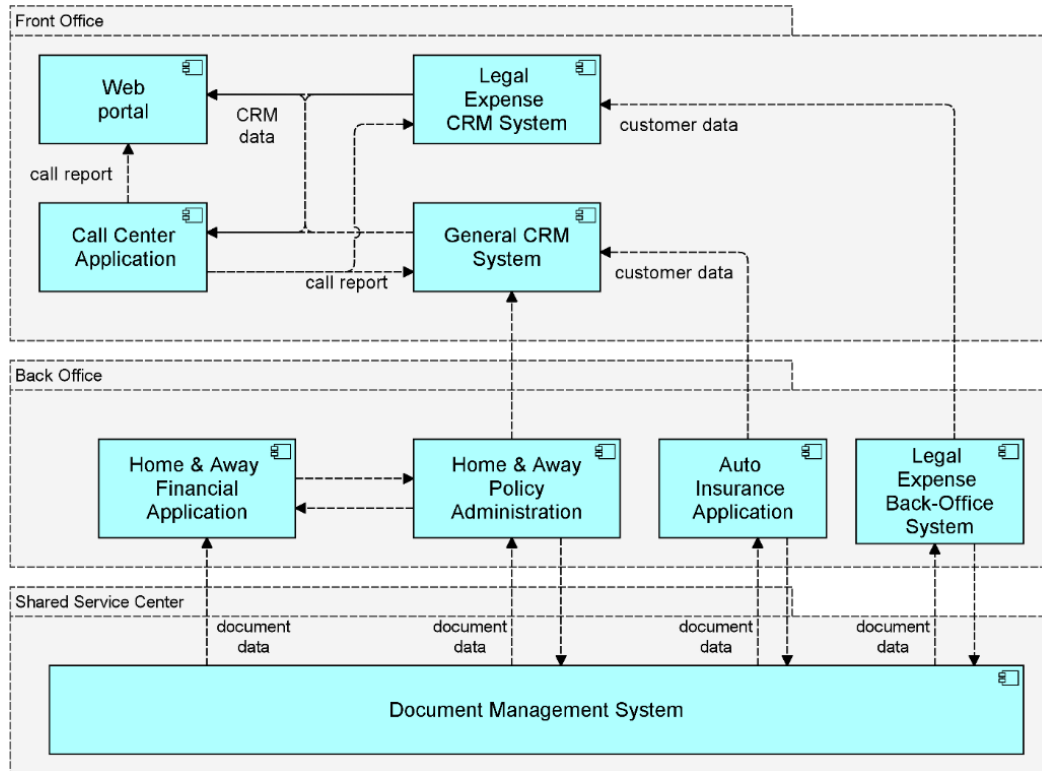 Front Office
Web
portal
Legal
Expense
CRM System
CRM
data
customer data
call report
Call Center
Application
General CRM
System
call report
customer data
Back Office
Home & Away
Financial
Application
Home & Away
Policy
Administration
Auto
Insurance
Application
Legal
Expense
Back-Office
System
Shared Service Center
document
data
document
data
document
data
document
data
Document Management System